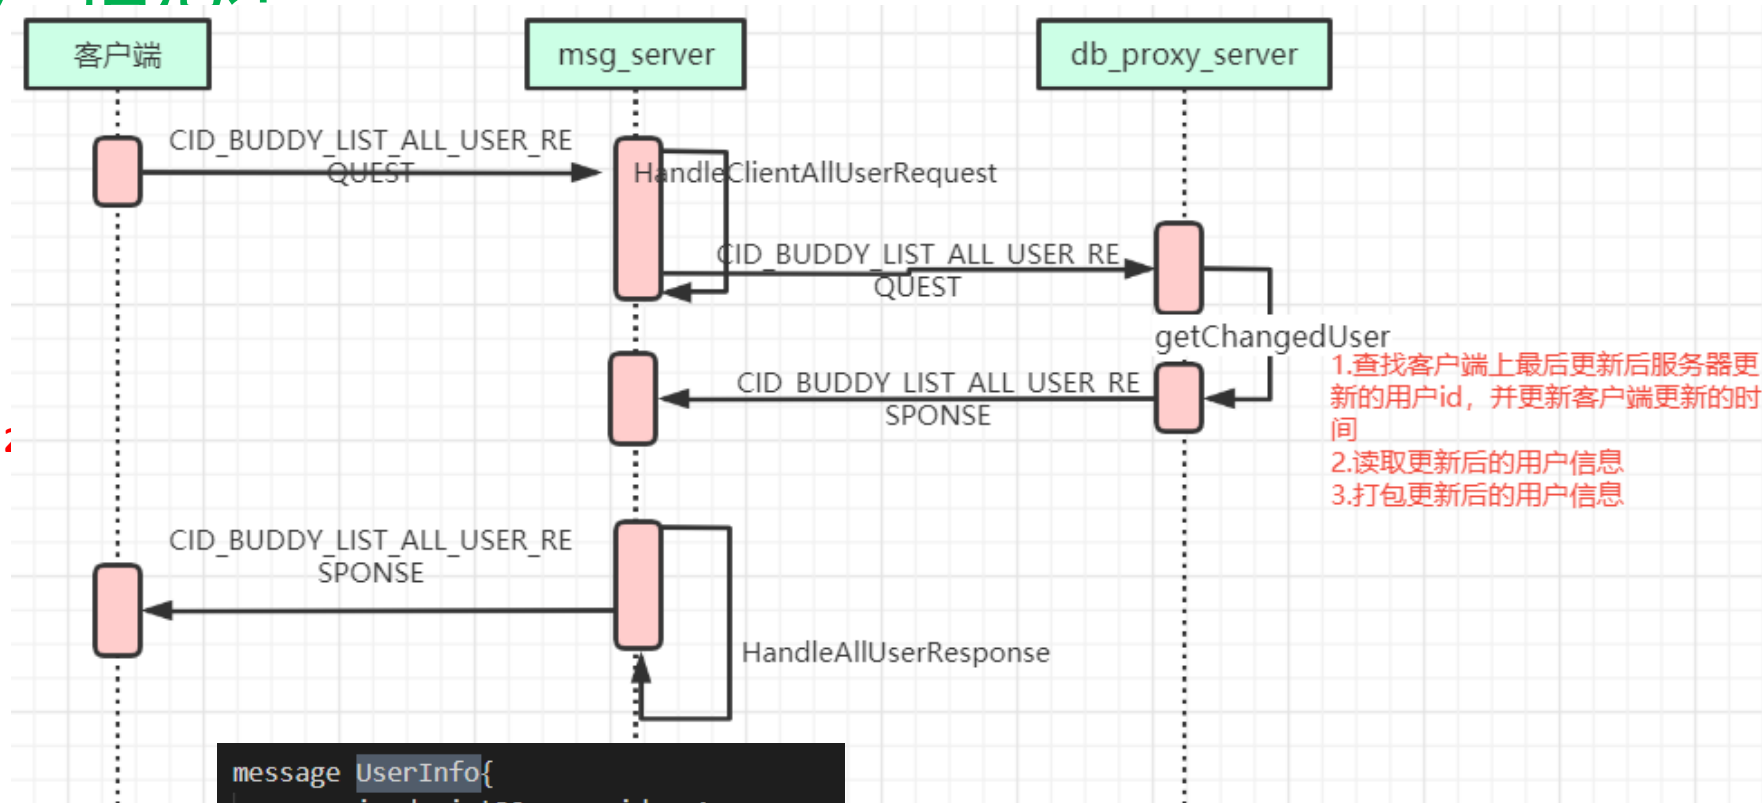 客户端
msg_server
db_proxy_server
CID_BUDDY_LIST_ALL_USER_RE
QUEST
HandleClientAllUserRequest
CID_BUDDY_LIST_ALL_USER_RE
QUEST
getChangedUser
1.查找客户端上最后更新后服务器更
新的用户id，并更新客户端更新的时
间
2.读取更新后的用户信息
3.打包更新后的用户信息
CID_BUDDY_LIST_ALL_USER_RE
SPONSE
CID_BUDDY_LIST_ALL_USER_RE
SPONSE
HandleAllUserResponse
message UserInfo{